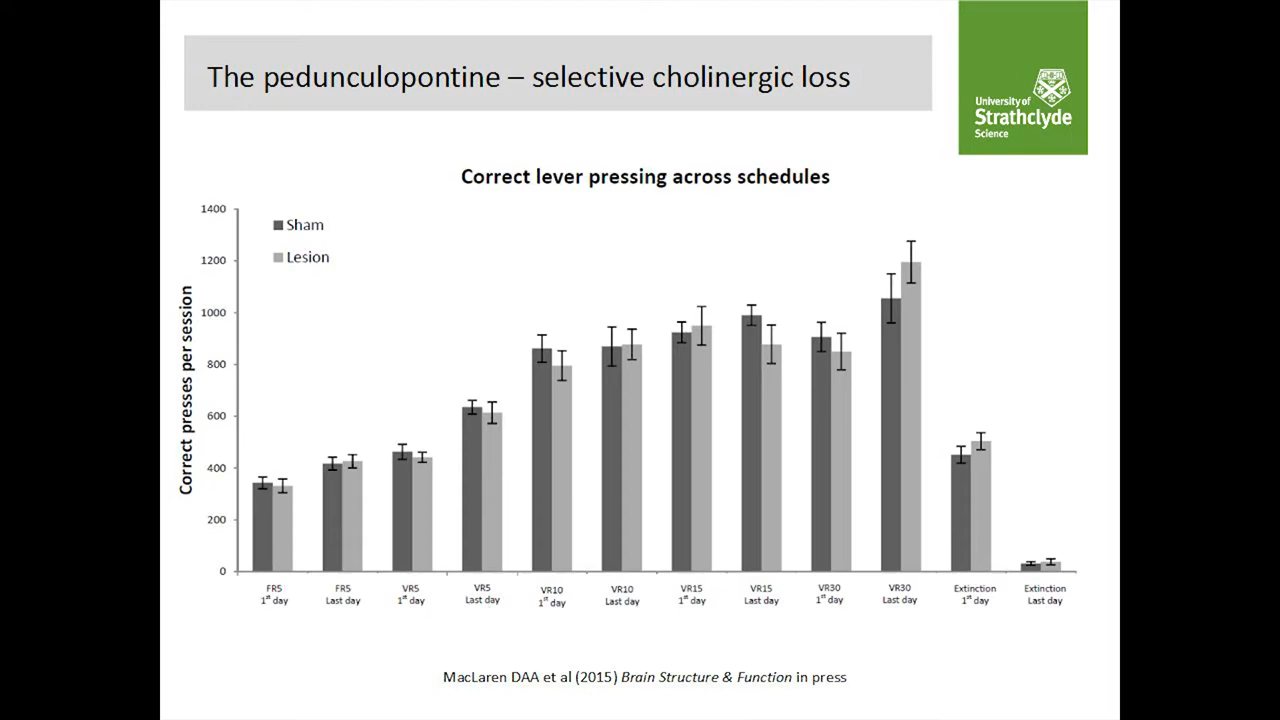 The pedunculopontine – selective cholinergic loss
University of
Strathclyde
Science
Correct lever pressing across schedules
Correct presses per session
1400
1200
1000
800
600
400
200
0
Sham
Lesion
FR5
1st day
FR5
Last day
VR5
1st day
VR5
Last day
VR10
1st day
VR10
Last day
VR15
1st day
VR15
Last day
VR30
1st day
VR30
Last day
Extinction
1st day
Extinction
Last day
MacLaren DAA et al (2015) Brain Structure & Function in press